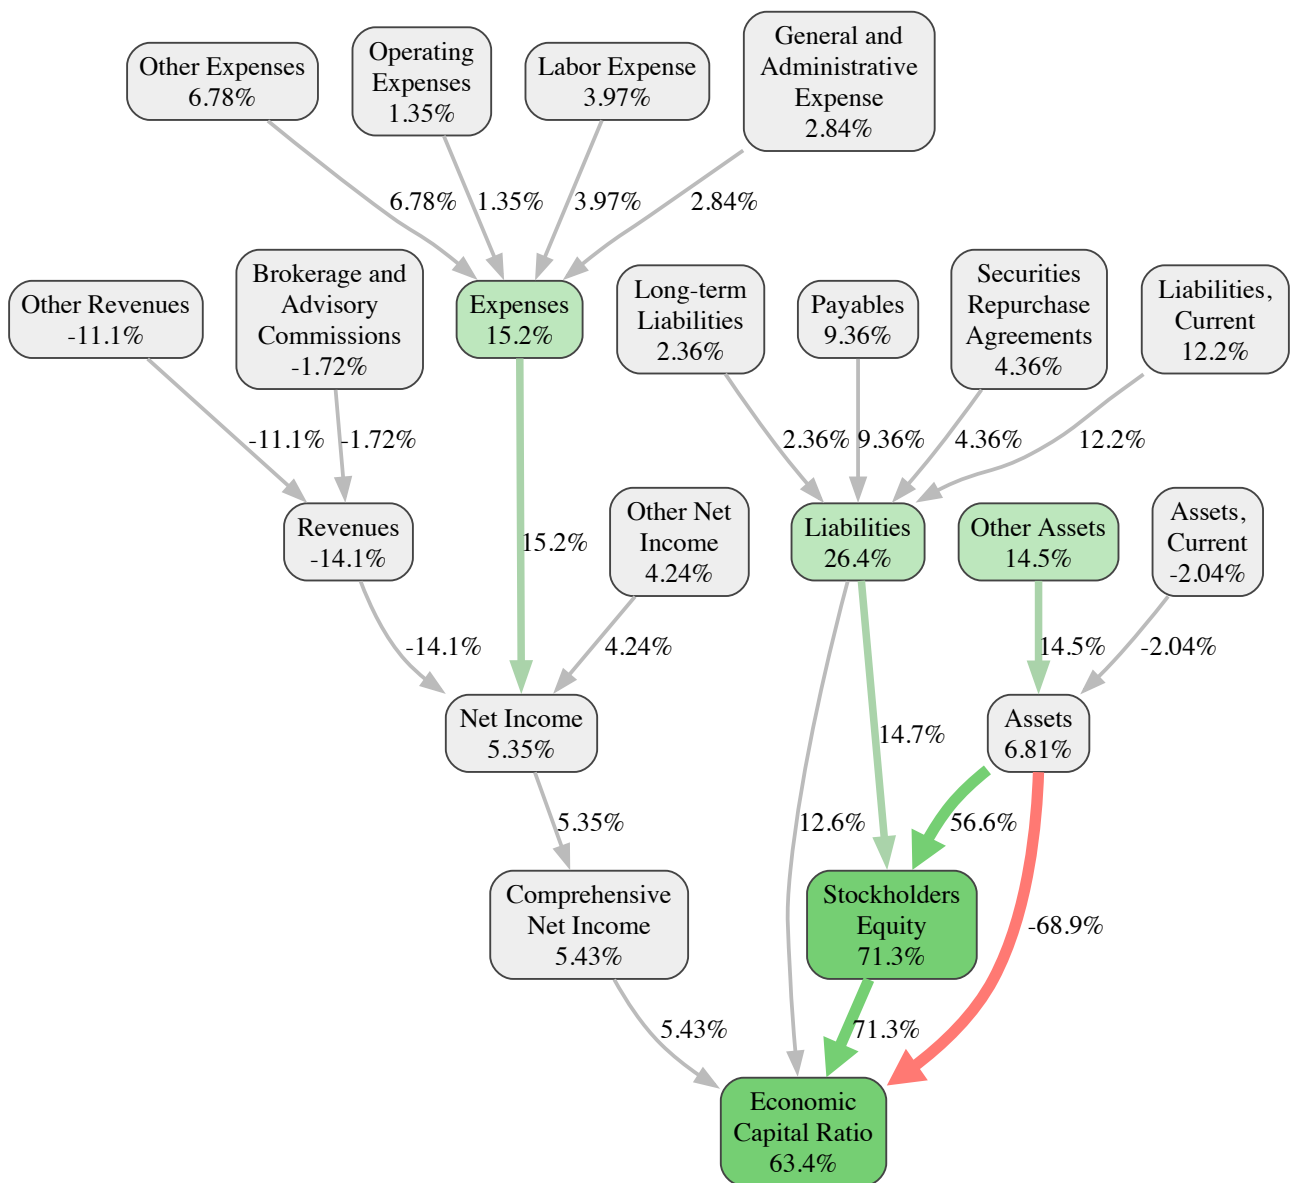 Other Expenses
6.78%
Operating
Expenses
1.35%
Labor Expense
3.97%
General and
Administrative
Expense
2.84%
6.78%
1.35%
3.97%
2.84%
Other Revenues
-11.1%
Brokerage and
Advisory
Commissions
-1.72%
Expenses
15.2%
Long-term
Liabilities
2.36%
Payables
9.36%
Securities
Repurchase
Agreements
4.36%
Liabilities,
Current
12.2%
-11.1%
-1.72%
2.36%
9.36%
4.36%
12.2%
Revenues
-14.1%
15.2%
Other Net
Income
4.24%
Liabilities
26.4%
Other Assets
14.5%
Assets,
Current
-2.04%
-14.1%
4.24%
14.5%
-2.04%
Net Income
5.35%
14.7%
Assets
6.81%
5.35%
12.6%
56.6%
Comprehensive
Net Income
5.43%
Stockholders
Equity
71.3%
-68.9%
5.43%
71.3%
Economic
Capital Ratio
63.4%